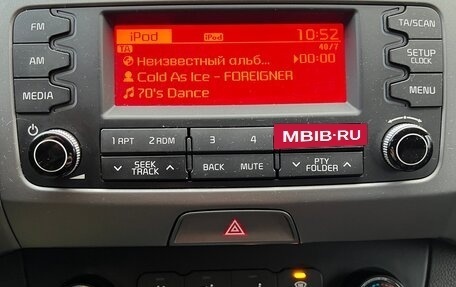 FM
AM
MEDIA
iPod iPod 10:52
TA 40/7
Неизвестный альб... 00:00
Cold As Ice - FOREIGNER
70's Dance
TA/SCAN
SETUP
CLOCK
MENU
1 RPT 2 RDM 3 4
MBIB-RU
SEEK
TRACK
BACK MUTE
PTY
FOLDER